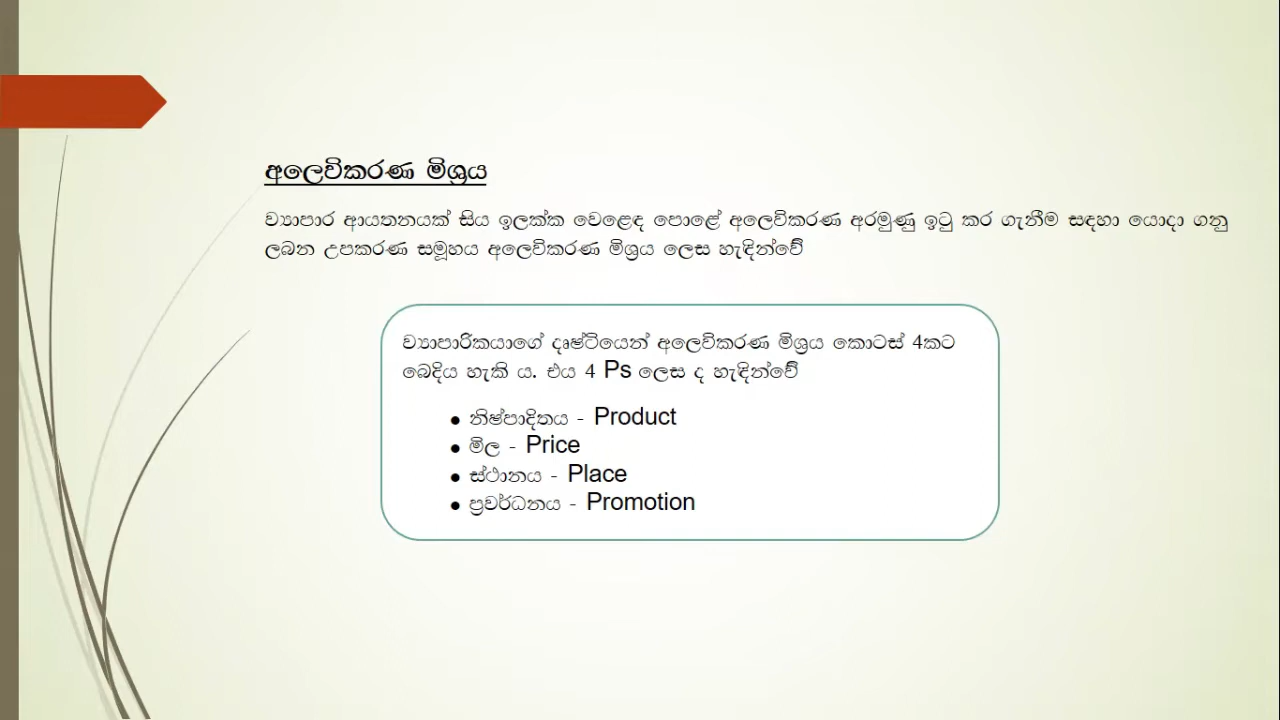 අලෙවිකරණ මිශ්‍රය
ව්‍යාපාර ආයතනයක් සිය ඉලක්ක වෙළෙඳ පොළේ අලෙවිකරණ අරමුණු ඉටු කර ගැනීම සඳහා යොදා ගනු
ලබන උපකරණ සමූහය අලෙවිකරණ මිශ්‍රය ලෙස හැඳින්වේ
ව්‍යාපාරිකයාගේ දෘෂ්ටියෙන් අලෙවිකරණ මිශ්‍රය කොටස් 4කට
බෙදිය හැකි ය. එය 4 Ps ලෙස ද හැඳින්වේ
● නිෂ්පාදිතය - Product
● මිල - Price
● ස්ථානය - Place
● ප්‍රවර්ධනය - Promotion